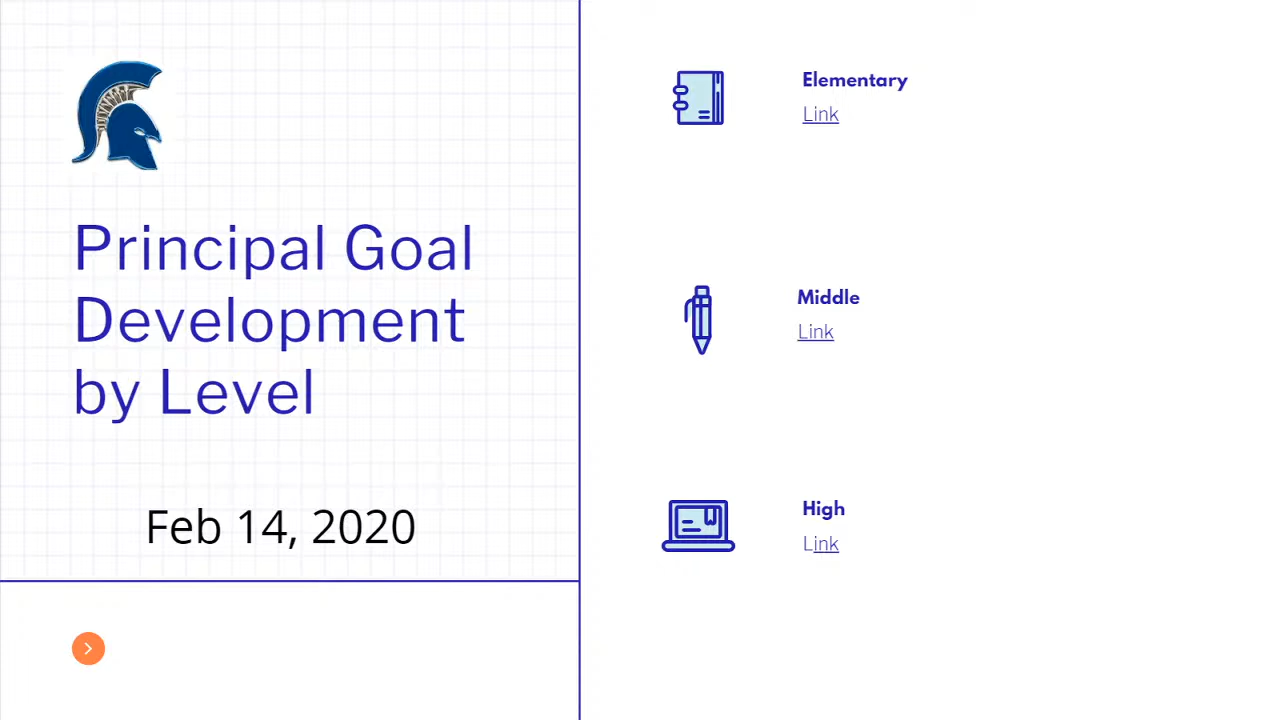 Principal Goal
Development
by Level
Feb 14, 2020
Elementary
Link
Middle
Link
High
Link